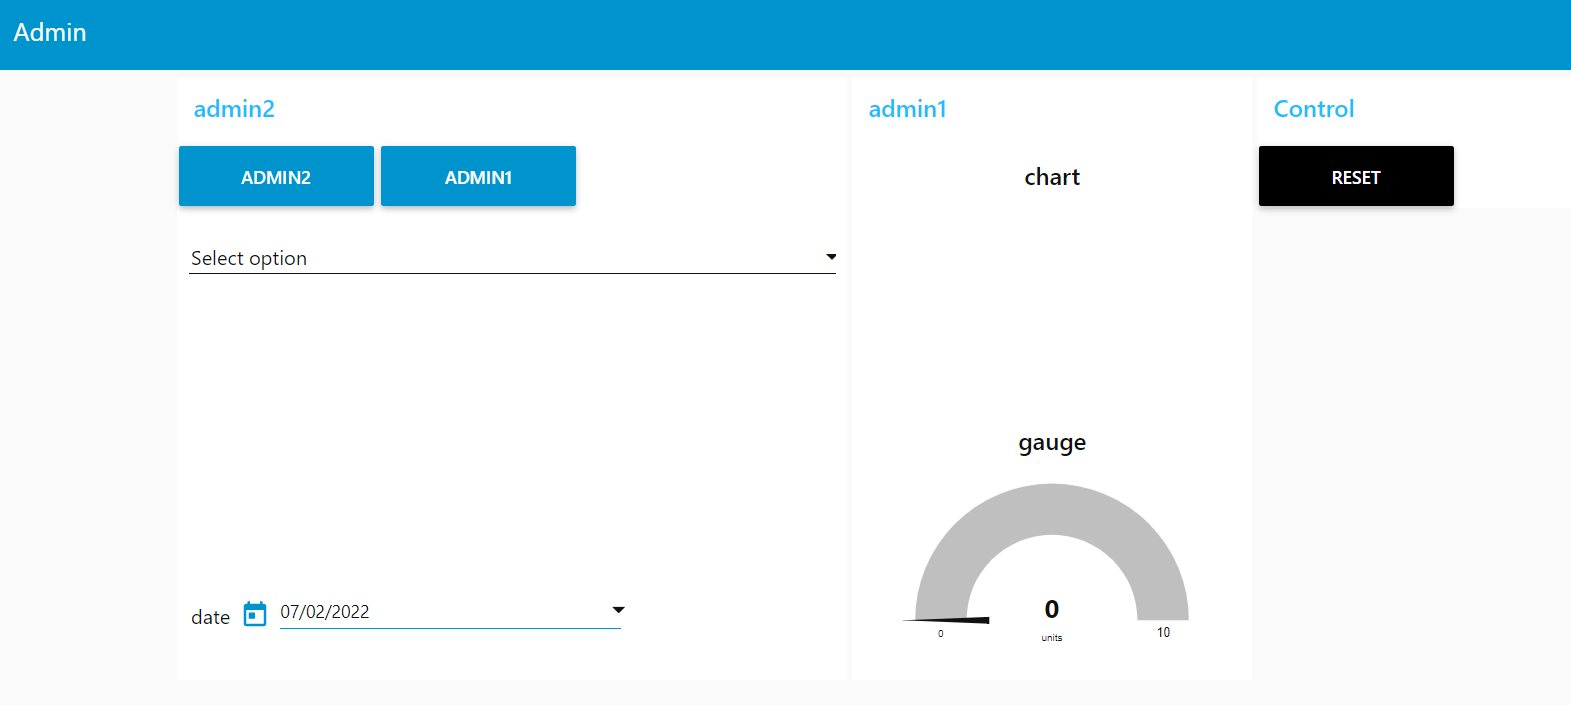 Admin
admin2
ADMIN2 ADMIN1
Select option
date 07/02/2022
admin1
chart
gauge
0
units
0 10
Control
RESET